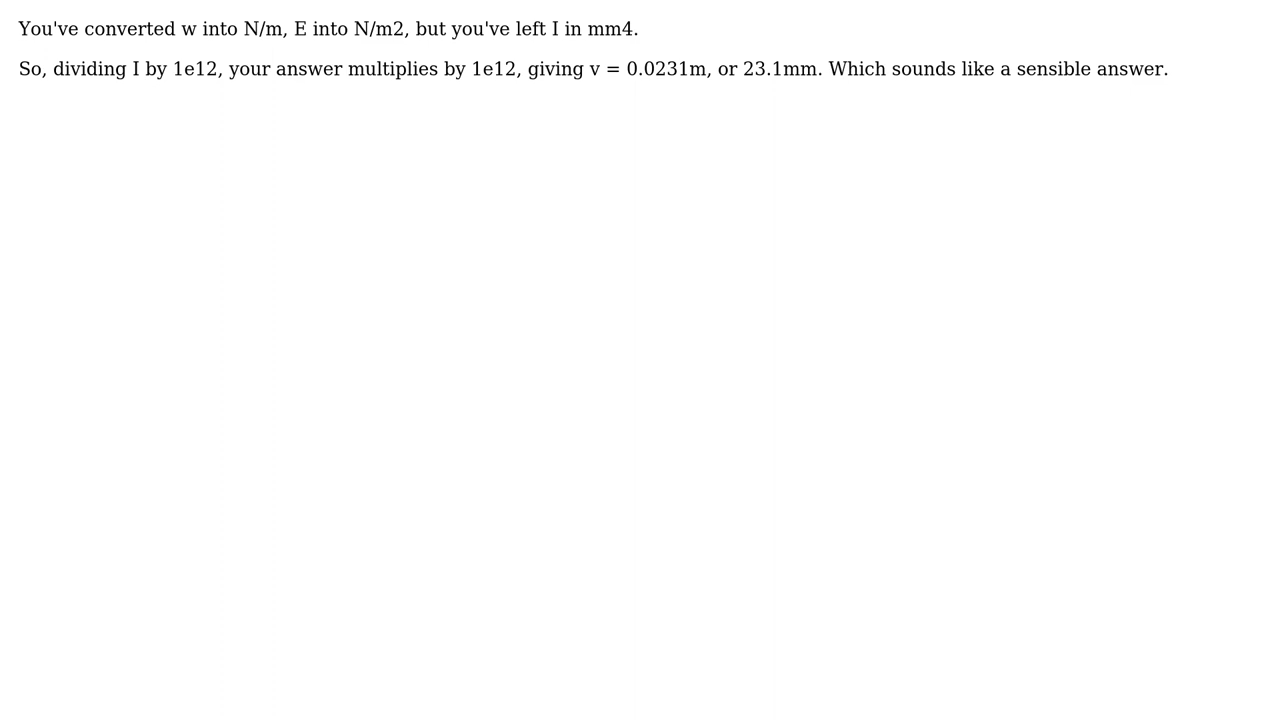 You've converted w into N/m, E into N/m2, but you've left I in mm4.
So, dividing I by 1e12, your answer multiplies by 1e12, giving v = 0.0231m, or 23.1mm. Which sounds like a sensible answer.